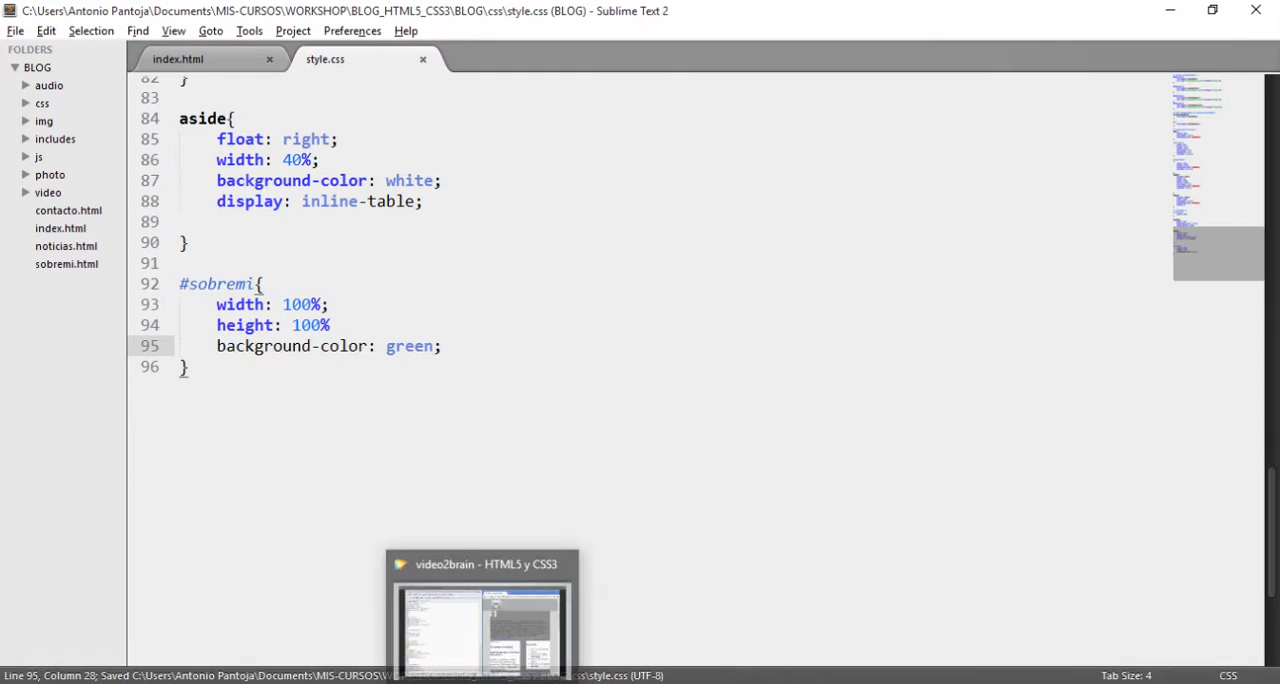 C:\Users\Antonio Pantoja\Documents\MIS-CURSOS\WORKSHOP\BLOG_HTML5_CSS3\BLOG\css\style.css (BLOG) - Sublime Text 2
File Edit Selection Find View Goto Tools Project Preferences Help
FOLDERS
BLOG
audio
css
img
includes
js
photo
video
contacto.html
index.html
noticias.html
sobremi.html
index.html × style.css ×
82 }
83
84 aside{
85 float: right;
86 width: 40%;
87 background-color: white;
88 display: inline-table;
89
90 }
91
92 #sobremi{
93 width: 100%;
94 height: 100%
95 background-color: green;
96 }
video2brain - HTML5 y CSS3
Line 95, Column 28; Saved C:\Users\Antonio Pantoja\Documents\MIS-CURSOS\W css\style.css (UTF-8)
Tab Size: 4
CSS